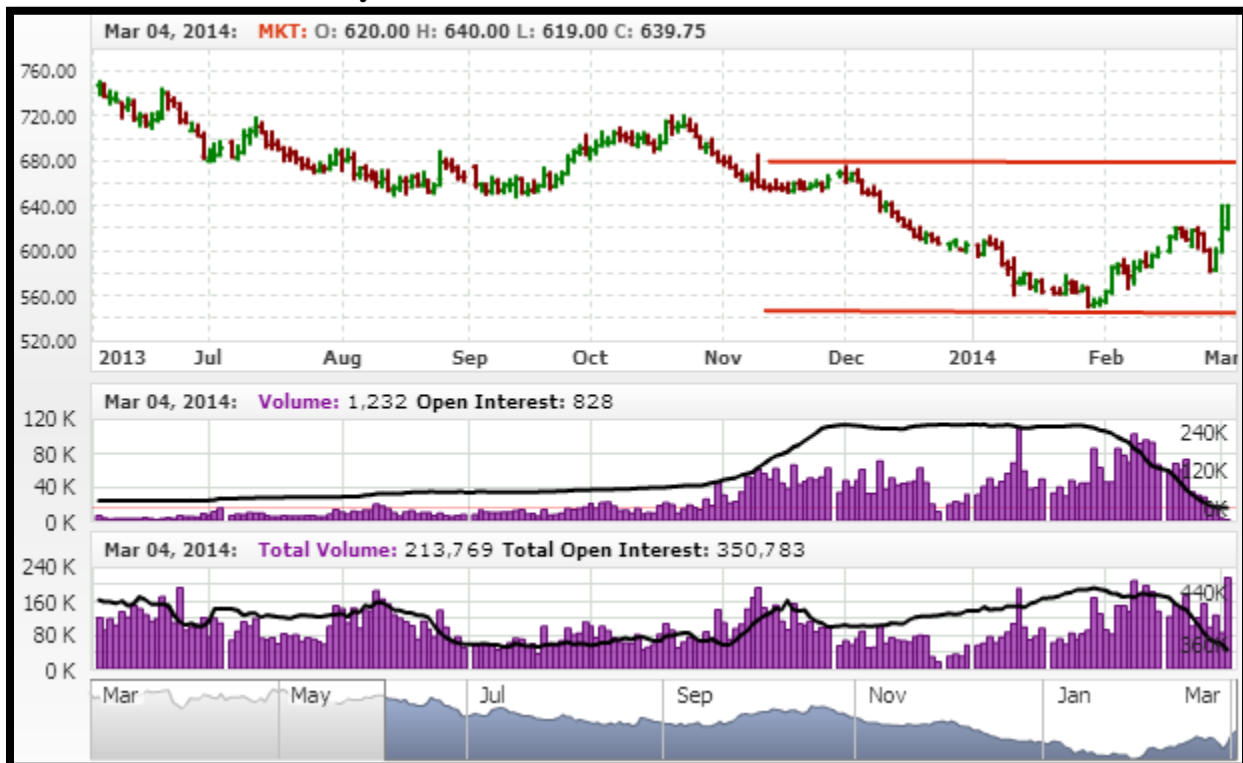 Mar 04, 2014: MKT: O: 620.00 H: 640.00 L: 619.00 C: 639.75
760.00
720.00
680.00
640.00
600.00
560.00
520.00
2013 Jul Aug Sep Oct Nov Dec 2014 Feb Mar
Mar 04, 2014: Volume: 1,232 Open Interest: 828
120 K
240K
80 K
120K
40 K
0K
0 K
Mar 04, 2014: Total Volume: 213,769 Total Open Interest: 350,783
240 K
440K
160 K
80 K
360K
0 K
Mar May Jul Sep Nov Jan Mar